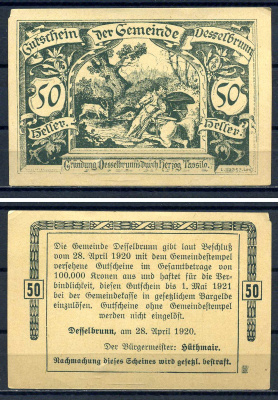 Gutschein der Gemeinde Desselbrunn
50 50
Heller. Heller.
Gründung Desselbrunns durch Herzog Tassilo.
Die Gemeinde Desselbrunn gibt laut Beschluß
vom 28. April 1920 mit dem Gemeindestempel
versehene Gutscheine im Gesamtbetrage von
100,000 Kronen aus und haftet für die Ver-
bindlichkeit, diesen Gutschein bis 1. Mai 1921
bei der Gemeindekasse in gesetzlichem Bargelde
einzulösen. Gutscheine ohne Gemeindestempel
werden nicht eingelöst.
50 50
Desselbrunn, am 28. April 1920.
Der Bürgermeister: Hüthmair.
Nachmachung dieses Scheines wird gesetzl. bestraft.